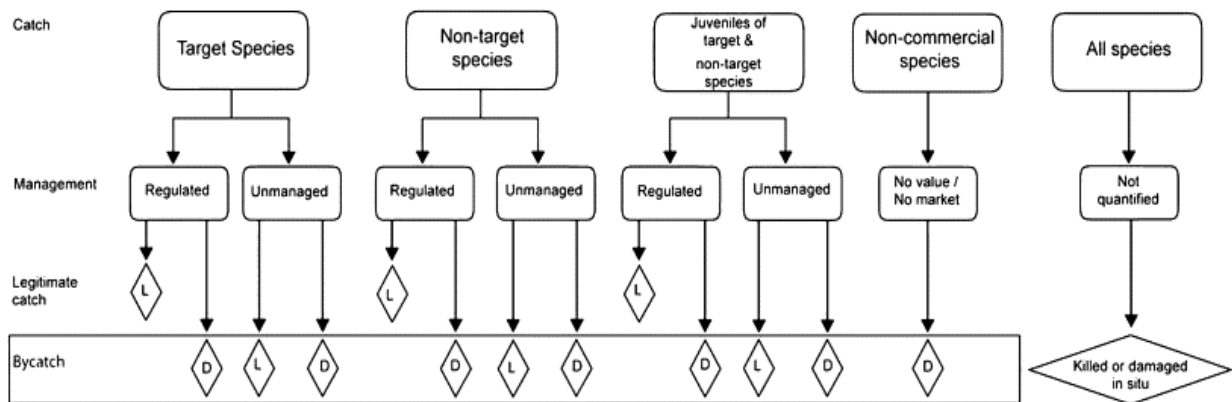 Catch
Target Species
Non-target
species
Juveniles of
target &
non-target
species
Non-commercial
species
All species
Management
Regulated
Unmanaged
Regulated
Unmanaged
Regulated
Unmanaged
No value /
No market
Not
quantified
Legitimate
catch
L
L
L
Bycatch
D
L
D
D
L
D
D
L
D
D
Killed or damaged
in situ